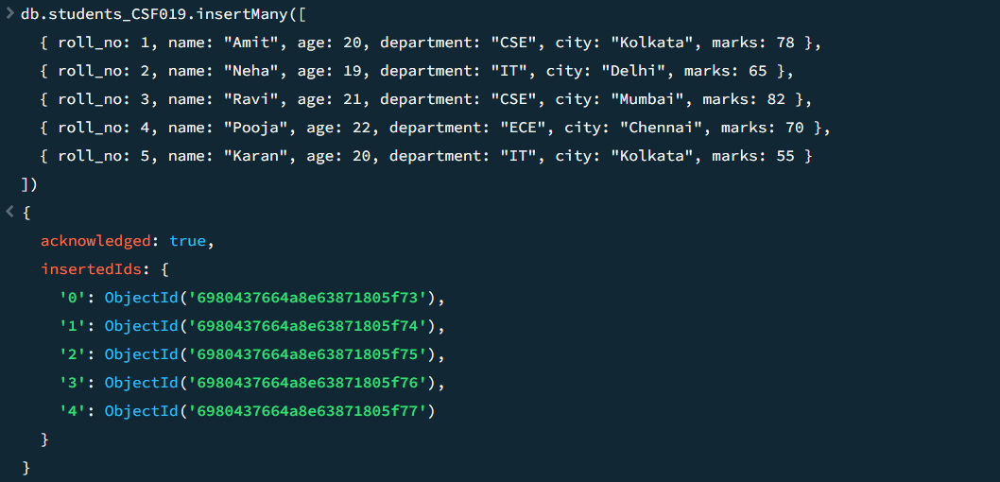 > db.students_CSF019.insertMany([
{ roll_no: 1, name: "Amit", age: 20, department: "CSE", city: "Kolkata", marks: 78 },
{ roll_no: 2, name: "Neha", age: 19, department: "IT", city: "Delhi", marks: 65 },
{ roll_no: 3, name: "Ravi", age: 21, department: "CSE", city: "Mumbai", marks: 82 },
{ roll_no: 4, name: "Pooja", age: 22, department: "ECE", city: "Chennai", marks: 70 },
{ roll_no: 5, name: "Karan", age: 20, department: "IT", city: "Kolkata", marks: 55 }
])
< {
acknowledged: true,
insertedIds: {
'0': ObjectId('6980437664a8e63871805f73'),
'1': ObjectId('6980437664a8e63871805f74'),
'2': ObjectId('6980437664a8e63871805f75'),
'3': ObjectId('6980437664a8e63871805f76'),
'4': ObjectId('6980437664a8e63871805f77')
}
}